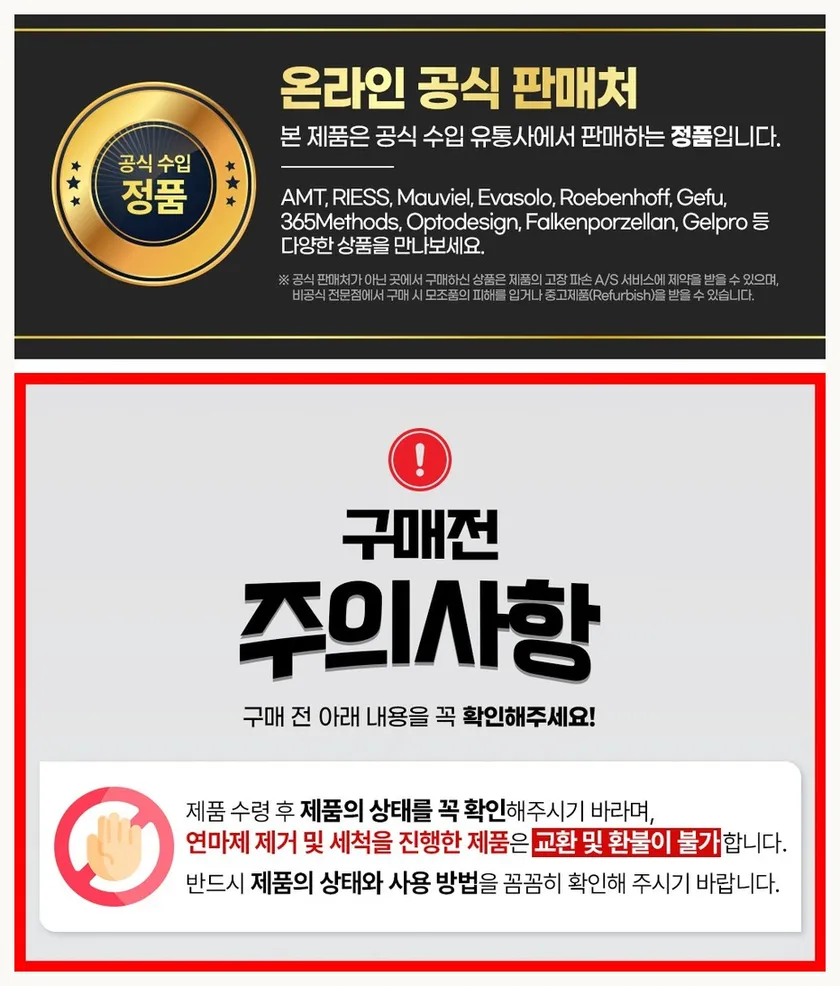 공식 수입
정품
온라인 공식 판매처
본 제품은 공식 수입 유통사에서 판매하는 정품입니다.
AMT, RIESS, Mauviel, Evasolo, Roebenhoff, Gefu,
365Methods, Optodesign, Falkenporzellan, Gelpro 등
다양한 상품을 만나보세요.
※ 공식 판매처가 아닌 곳에서 구매하신 상품은 제품의 고장 파손 A/S 서비스에 제약을 받을 수 있으며,
비공식 전문점에서 구매 시 모조품의 피해를 입거나 중고제품(Refurbish)을 받을 수 있습니다.
구매전
주의사항
구매 전 아래 내용을 꼭 확인해주세요!
제품 수령 후 제품의 상태를 꼭 확인해주시기 바라며,
연마제 제거 및 세척을 진행한 제품은 교환 및 환불이 불가합니다.
반드시 제품의 상태와 사용 방법을 꼼꼼히 확인해 주시기 바랍니다.